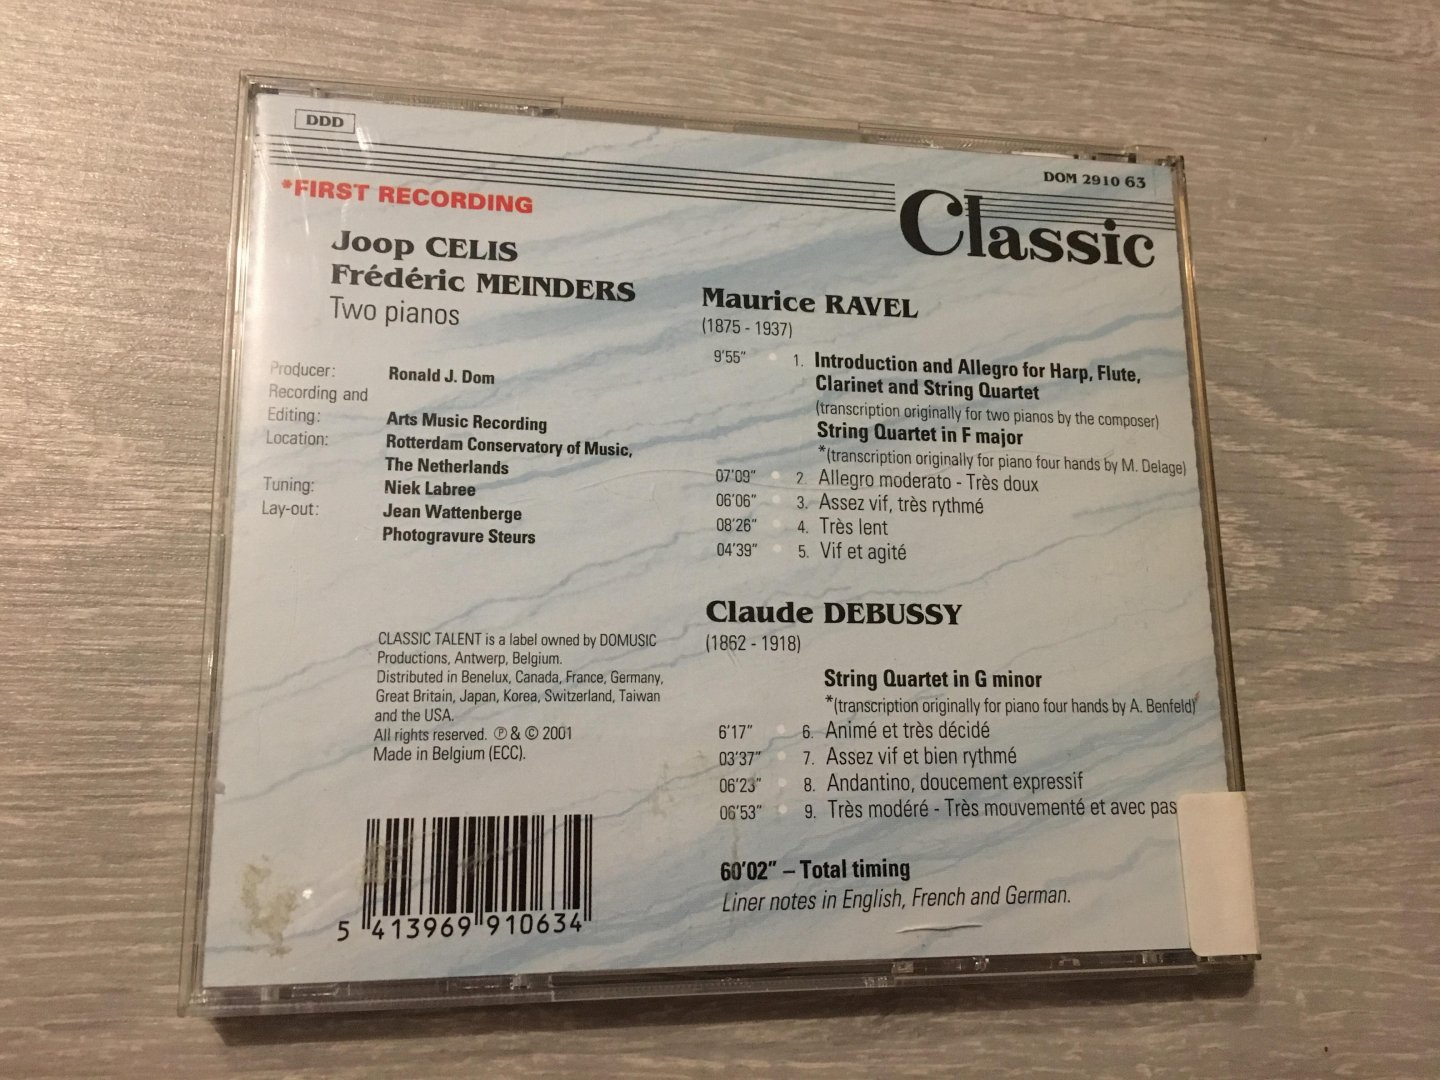 DDD
*FIRST RECORDING
Joop CELIS
Frédéric MEINDERS
Two pianos
Producer: Ronald J. Dom
Recording and
Editing: Arts Music Recording
Location: Rotterdam Conservatory of Music,
The Netherlands
Tuning: Niek Labree
Lay-out: Jean Wattenberge
Photogravure Steurs
CLASSIC TALENT is a label owned by DOMUSIC
Productions, Antwerp, Belgium.
Distributed in Benelux, Canada, France, Germany,
Great Britain, Japan, Korea, Switzerland, Taiwan
and the USA.
All rights reserved. ℗ & © 2001
Made in Belgium (ECC).
5 413969 910634
DOM 2910 63
Classic
Maurice RAVEL
(1875 - 1937)
9'55" 1. Introduction and Allegro for Harp, Flute,
Clarinet and String Quartet
(transcription originally for two pianos by the composer)
String Quartet in F major
*(transcription originally for piano four hands by M. Delage)
07'09" 2. Allegro moderato - Très doux
06'06" 3. Assez vif, très rythmé
08'26" 4. Très lent
04'39" 5. Vif et agité
Claude DEBUSSY
(1862 - 1918)
String Quartet in G minor
*(transcription originally for piano four hands by A. Benfeld)
6'17" 6. Animé et très décidé
03'37" 7. Assez vif et bien rythmé
06'23" 8. Andantino, doucement expressif
06'53" 9. Très modéré - Très mouvementé et avec pas
60'02" – Total timing
Liner notes in English, French and German.